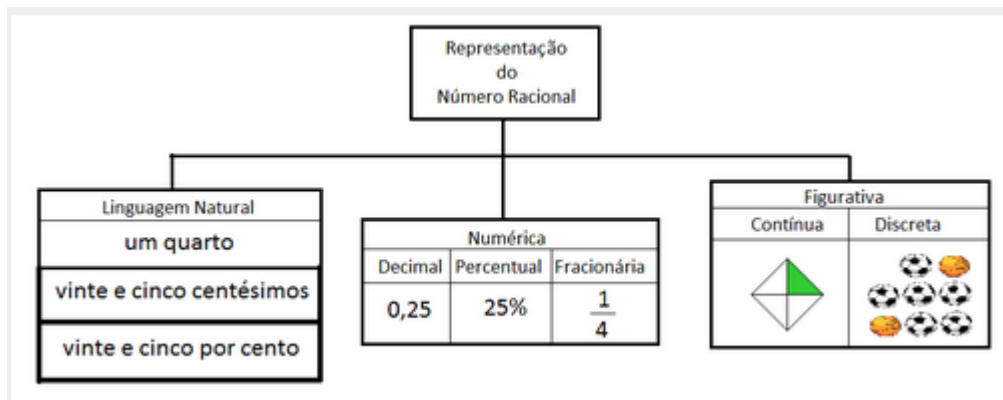 Representação
do
Número Racional
Linguagem Natural
um quarto
vinte e cinco centésimos
vinte e cinco por cento
Numérica
Decimal Percentual Fracionária
0,25 25% 1/4
Figurativa
Contínua Discreta